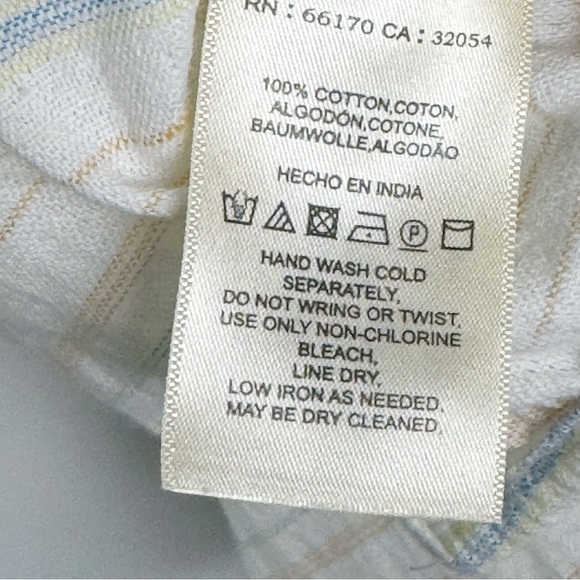 RN : 66170 CA : 32054
100% COTTON,COTON,
ALGODÓN,COTONE,
BAUMWOLLE,ALGODÃO
HECHO EN INDIA
P
HAND WASH COLD
SEPARATELY,
DO NOT WRING OR TWIST,
USE ONLY NON-CHLORINE
BLEACH,
LINE DRY,
LOW IRON AS NEEDED,
MAY BE DRY CLEANED,